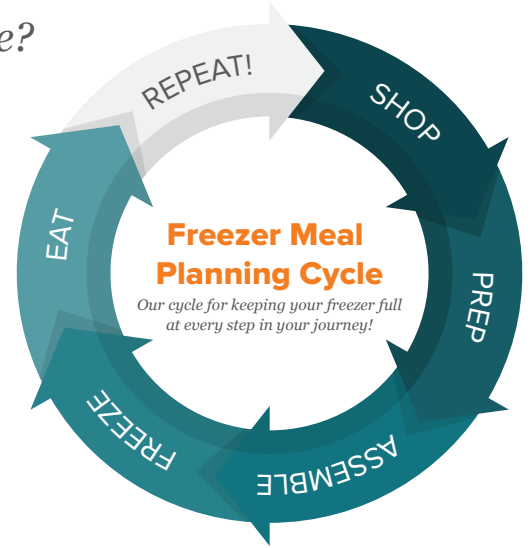 e?
REPEAT!
SHOP
PREP
ASSEMBLE
FREEZE
EAT
Freezer Meal
Planning Cycle
Our cycle for keeping your freezer full
at every step in your journey!